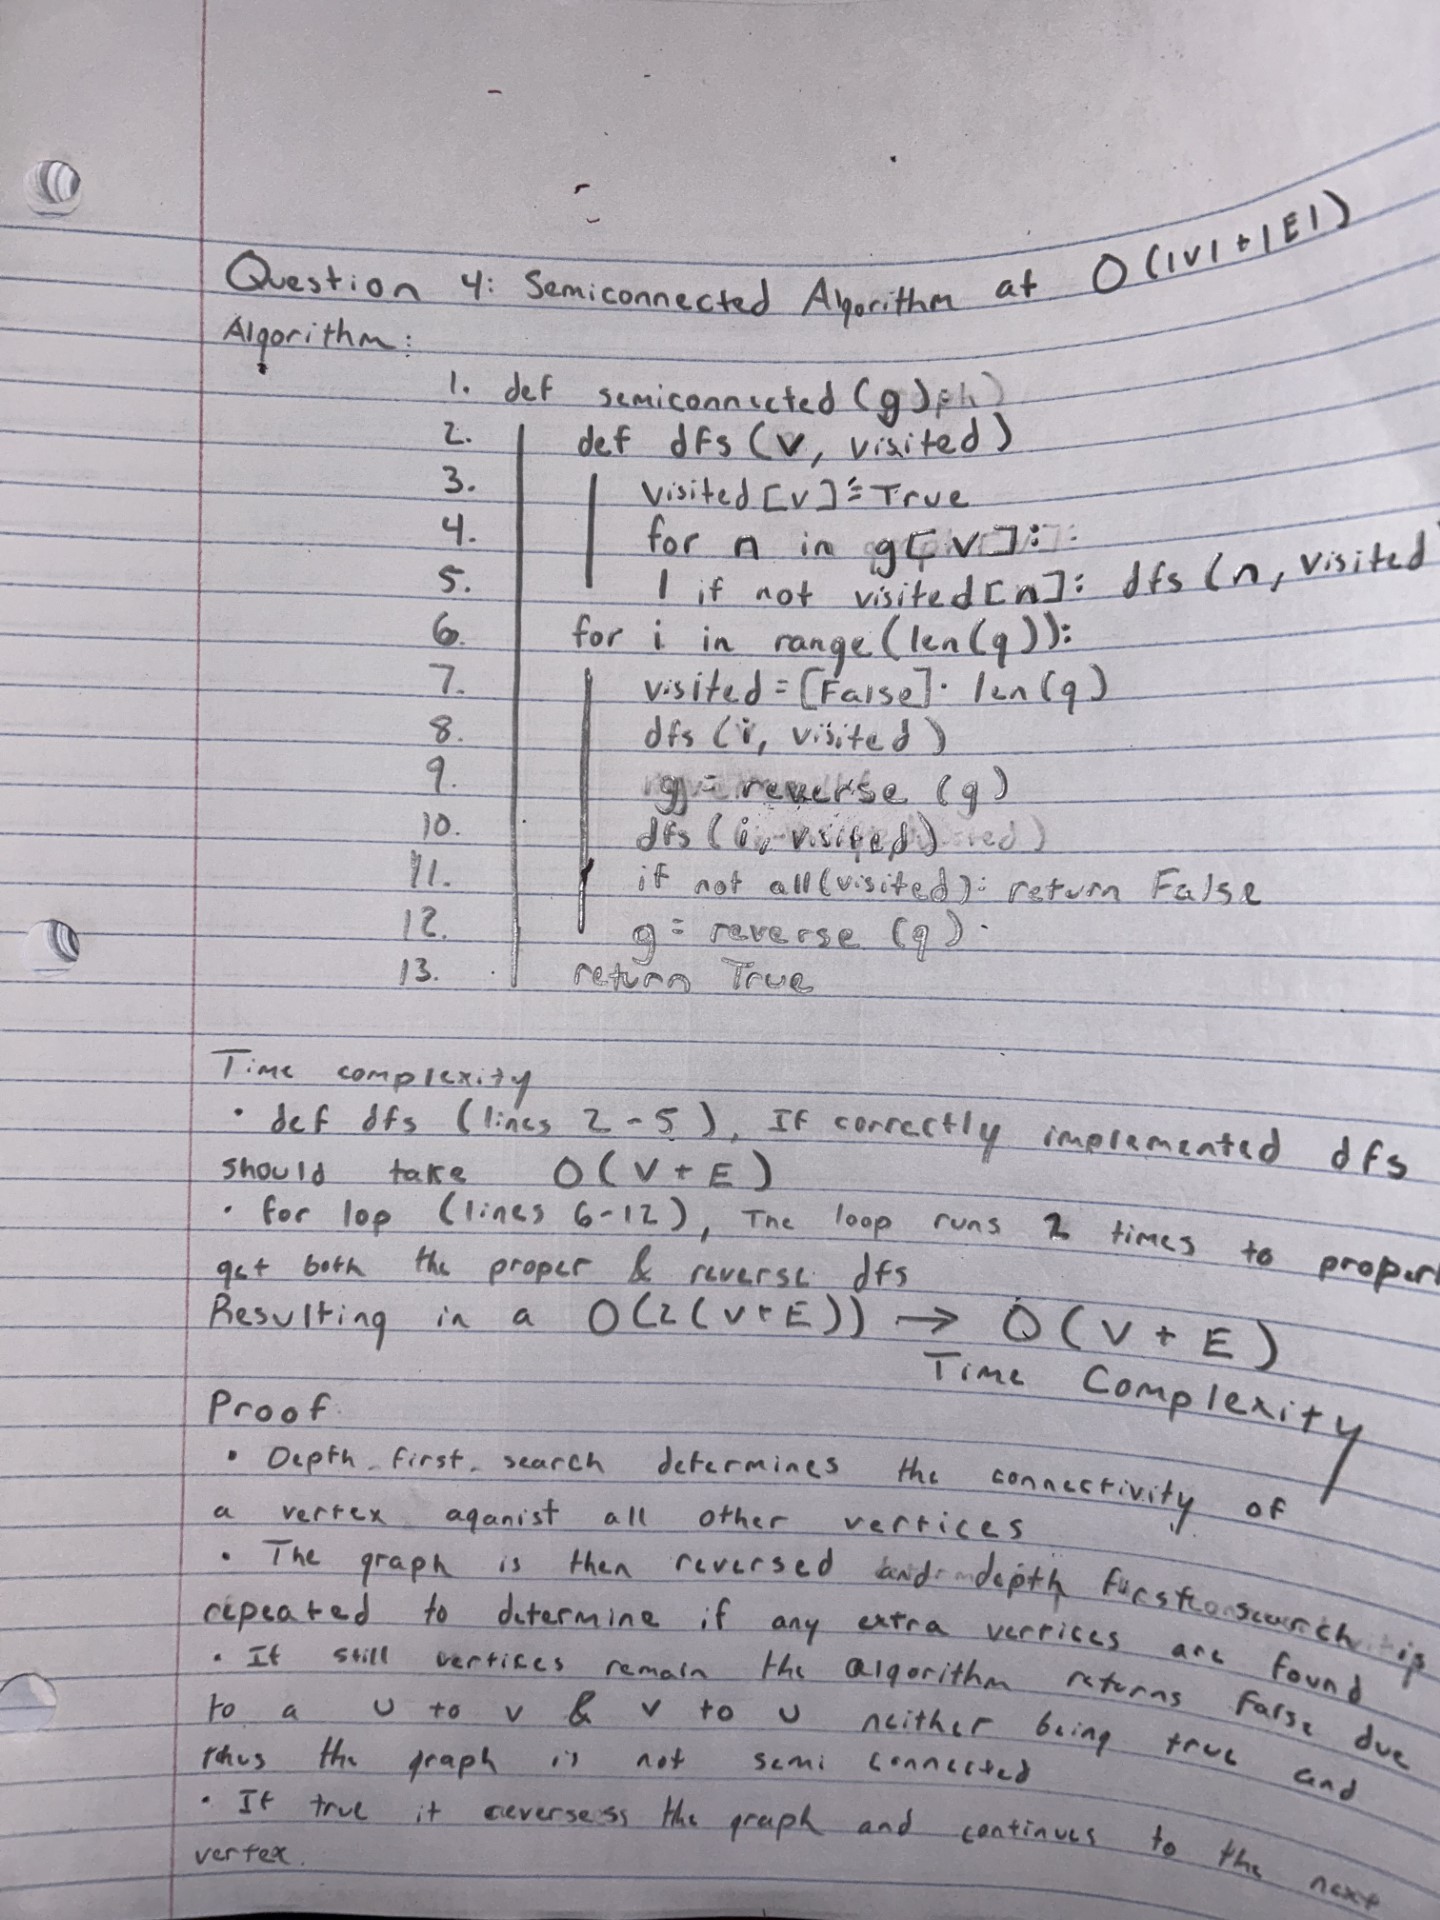 Question 4: Semiconnected Algorithm at O(|V|+|E|)
Algorithm:
1. def semiconnected (g)
2. def dfs (v, visited)
3. visited[v] = True
4. for n in g[v]:
5. if not visited[n]: dfs (n, visited
6. for i in range(len(g)):
7. visited = [False]· len(g)
8. dfs (i, visited)
9. g = reverse (g)
10. dfs (i, visited)
11. if not all(visited): return False
12. g = reverse (g).
13. return True
Time complexity
· def dfs (lines 2-5), If correctly implemented dfs
should take O(V+E)
· for lop (lines 6-12), The loop runs 2 times to proper
get both the proper & reverse dfs
Resulting in a O(2(V+E)) → O(V+E)
Time Complexity
Proof
· Depth-first-search determines the connectivity of
a vertex aganist all other vertices
· The graph is then reversed and depth first search is
repeated to determine if any extra vertices are found
· If still vertices remain the algorithm returns False due
to a u to v & v to u neither being true and
thus the graph is not semi connected
· If true it reversess the graph and continues to the next
vertex.